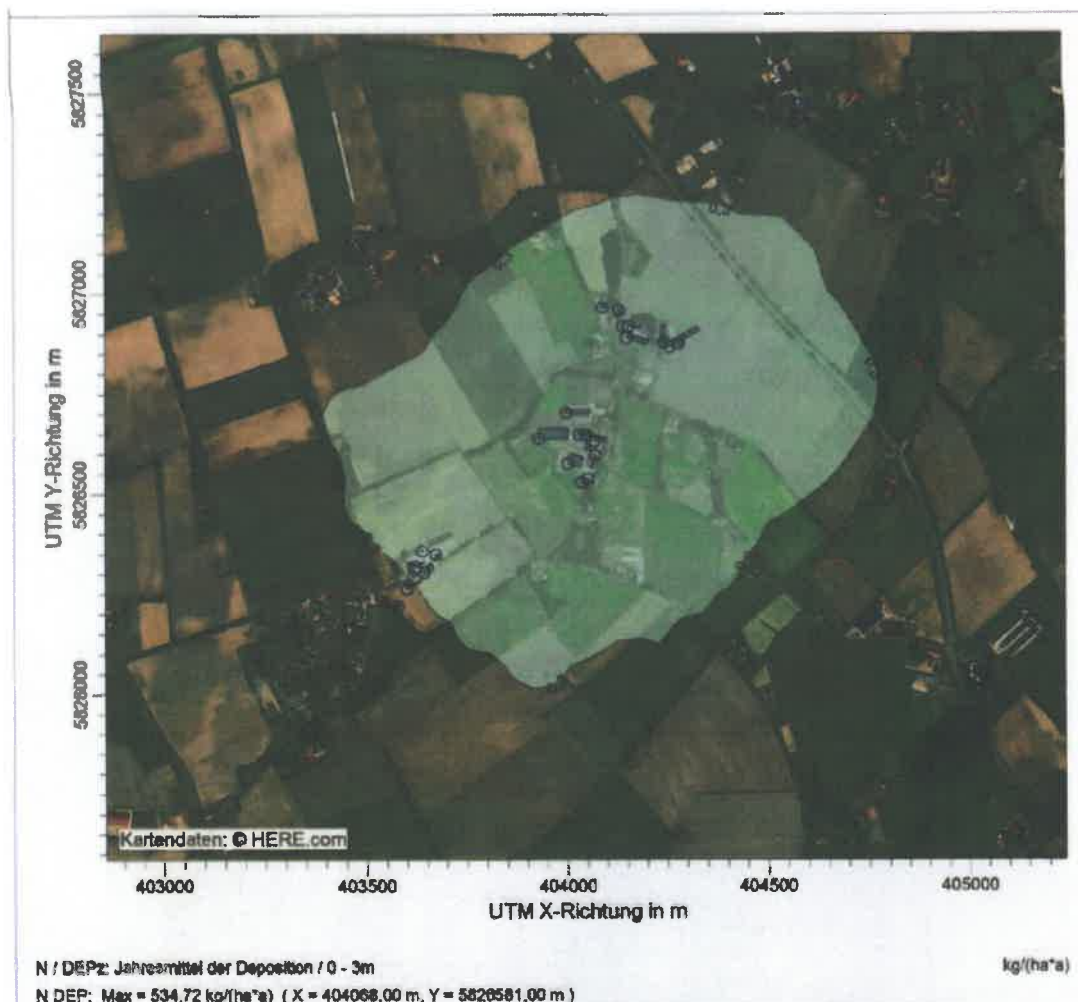 5827500
5827000
5826500
5826000
UTM Y-Richtung in m
Kartendaten: © HERE.com
403000 403500 404000 404500 405000
UTM X-Richtung in m
N / DEPz: Jahresmittel der Deposition / 0 - 3m kg/(ha*a)
N DEP: Max = 534,72 kg/(ha*a) ( X = 404068,00 m, Y = 5826581,00 m )